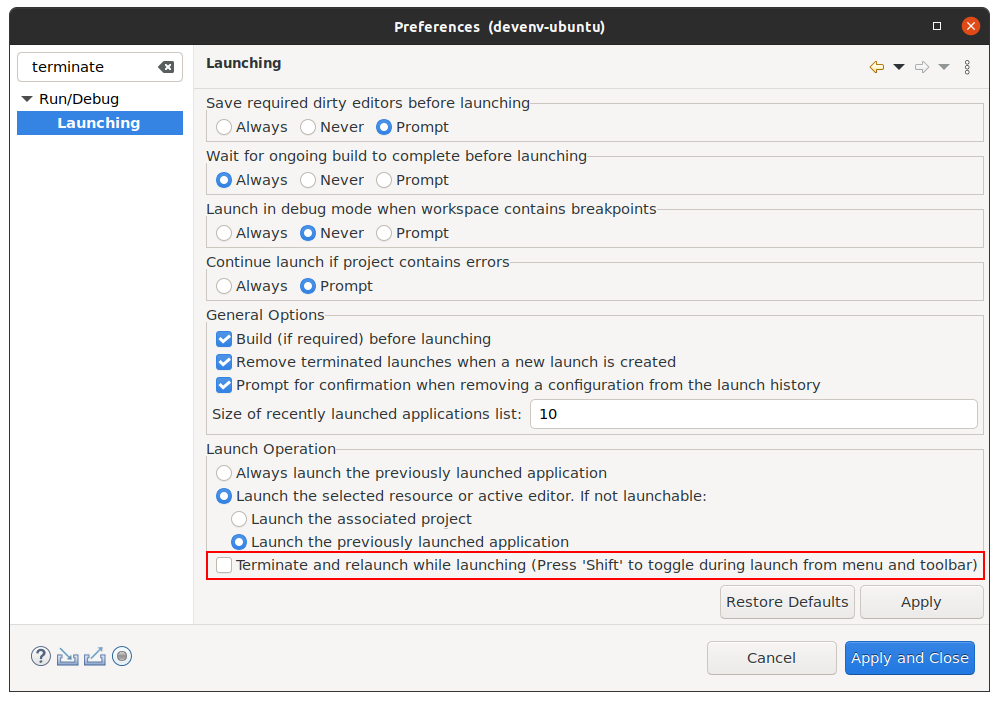 Preferences (devenv-ubuntu)
terminate
Run/Debug
Launching
Launching
Save required dirty editors before launching
Always Never Prompt
Wait for ongoing build to complete before launching
Always Never Prompt
Launch in debug mode when workspace contains breakpoints
Always Never Prompt
Continue launch if project contains errors
Always Prompt
General Options
Build (if required) before launching
Remove terminated launches when a new launch is created
Prompt for confirmation when removing a configuration from the launch history
Size of recently launched applications list: 10
Launch Operation
Always launch the previously launched application
Launch the selected resource or active editor. If not launchable:
Launch the associated project
Launch the previously launched application
Terminate and relaunch while launching (Press 'Shift' to toggle during launch from menu and toolbar)
Restore Defaults Apply
? Cancel Apply and Close